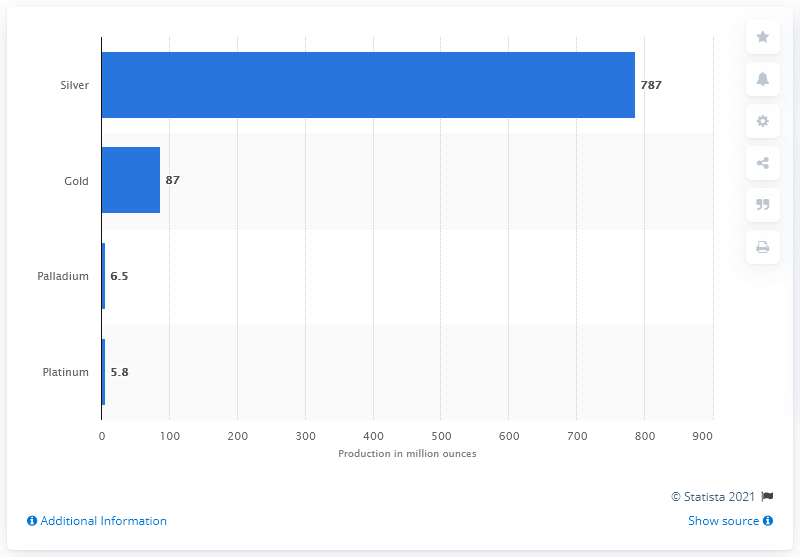 Silver 787
Gold 87
Palladium 6.5
Platinum 5.8
0 100 200 300 400 500 600 700 800 900
Production in million ounces
© Statista 2021
Additional Information Show source